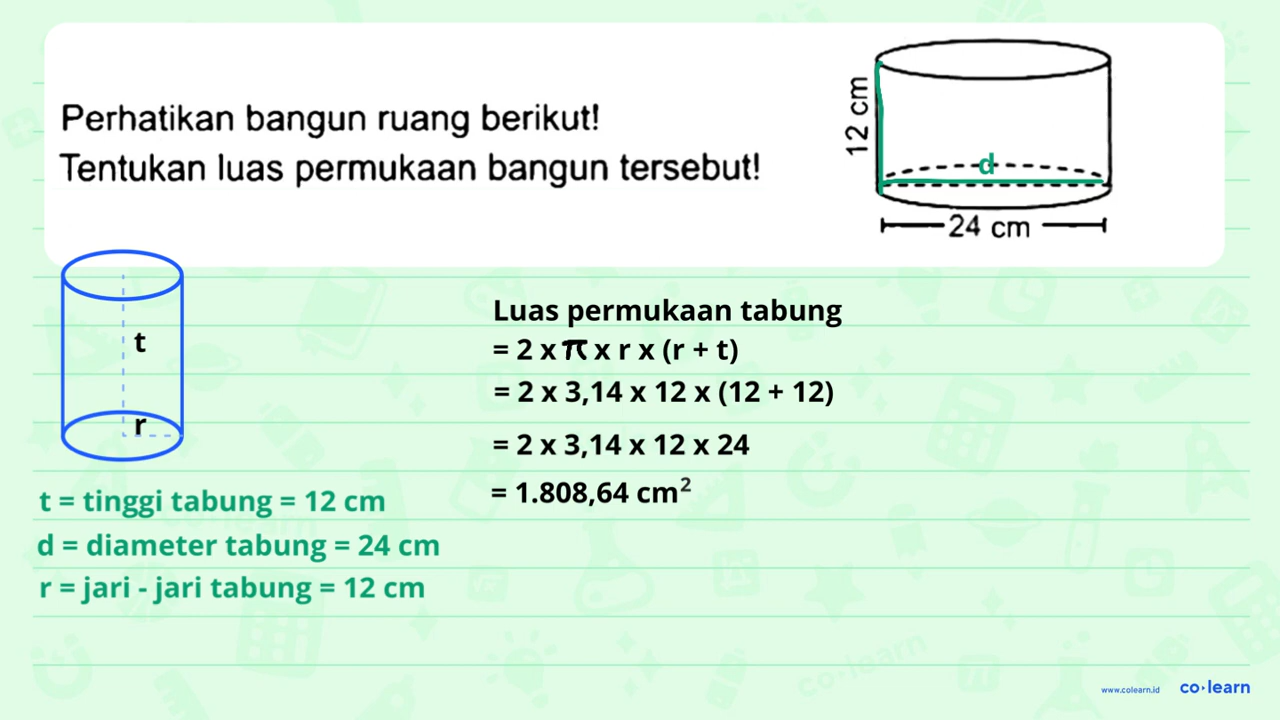 Perhatikan bangun ruang berikut!
Tentukan luas permukaan bangun tersebut!
12 cm
d
24 cm
t
r
t = tinggi tabung = 12 cm
d = diameter tabung = 24 cm
r = jari - jari tabung = 12 cm
Luas permukaan tabung
= 2 x π x r x (r + t)
= 2 x 3,14 x 12 x (12 + 12)
= 2 x 3,14 x 12 x 24
= 1.808,64 cm²
www.colearn.id
co·learn